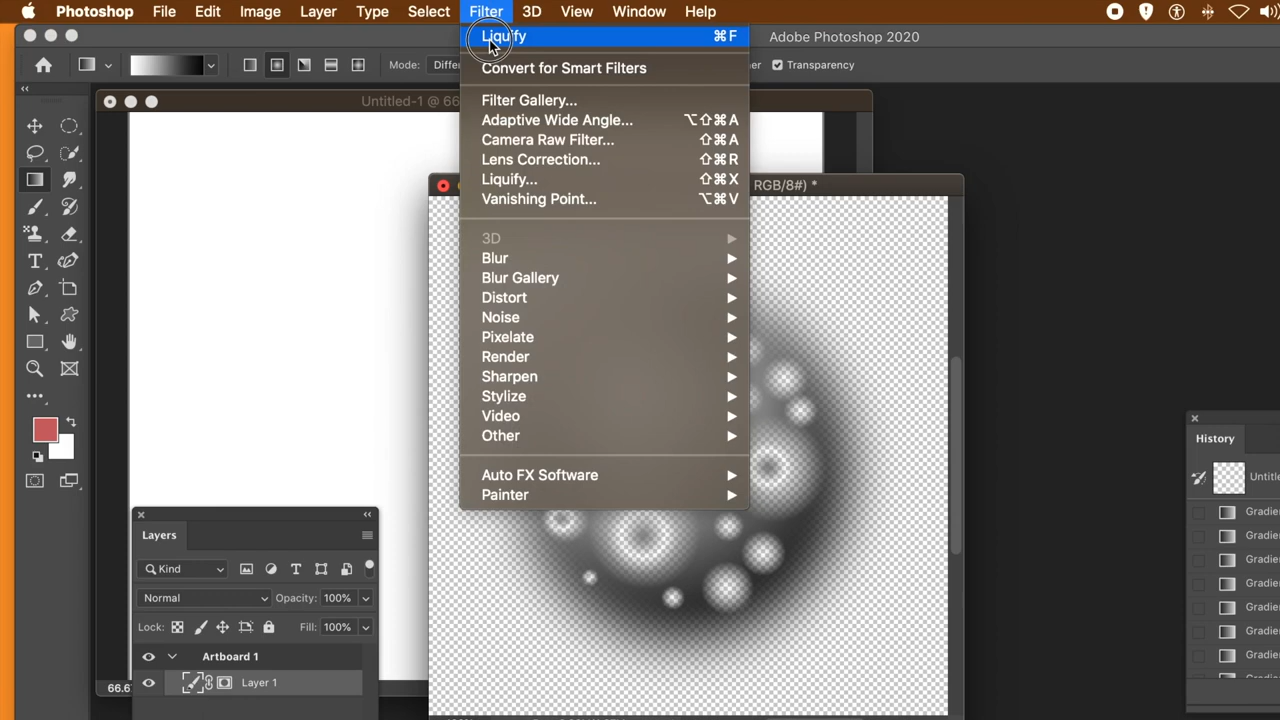 Photoshop File Edit Image Layer Type Select Filter 3D View Window Help
Adobe Photoshop 2020
Mode: Transparency
Untitled-1 @ 66
RGB/8#) *
Liquify ⌘F
Convert for Smart Filters
Filter Gallery...
Adaptive Wide Angle... ⌥⇧⌘A
Camera Raw Filter... ⇧⌘A
Lens Correction... ⇧⌘R
Liquify... ⇧⌘X
Vanishing Point... ⌥⌘V
3D
Blur
Blur Gallery
Distort
Noise
Pixelate
Render
Sharpen
Stylize
Video
Other
Auto FX Software
Painter
Layers
Kind
Normal Opacity: 100%
Lock: Fill: 100%
Artboard 1
Layer 1
History